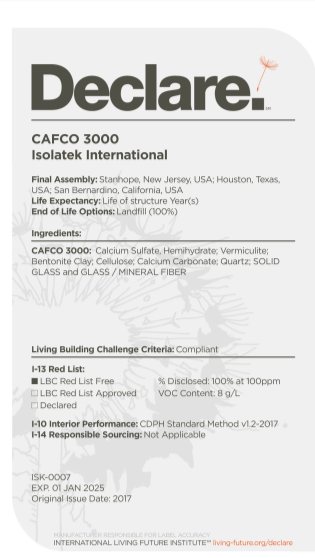 Declare.
CAFCO 3000
Isolatek International
Final Assembly: Stanhope, New Jersey, USA; Houston, Texas,
USA; San Bernardino, California, USA
Life Expectancy: Life of structure Year(s)
End of Life Options: Landfill (100%)
Ingredients:
CAFCO 3000: Calcium Sulfate, Hemihydrate; Vermiculite;
Bentonite Clay; Cellulose; Calcium Carbonate; Quartz; SOLID
GLASS and GLASS / MINERAL FIBER
Living Building Challenge Criteria: Compliant
I-13 Red List:
■ LBC Red List Free % Disclosed: 100% at 100ppm
□ LBC Red List Approved VOC Content: 8 g/L
□ Declared
I-10 Interior Performance: CDPH Standard Method v1.2-2017
I-14 Responsible Sourcing: Not Applicable
ISK-0007
EXP. 01 JAN 2025
Original Issue Date: 2017
MANUFACTURER RESPONSIBLE FOR LABEL ACCURACY
INTERNATIONAL LIVING FUTURE INSTITUTE℠ living-future.org/declare